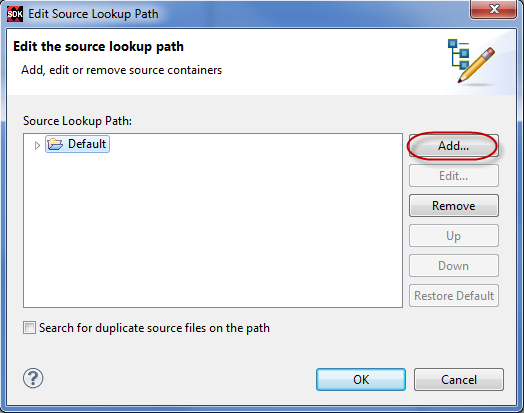 SDK Edit Source Lookup Path
Edit the source lookup path
Add, edit or remove source containers
Source Lookup Path:
Default
Add...
Edit...
Remove
Up
Down
Restore Default
Search for duplicate source files on the path
?
OK
Cancel